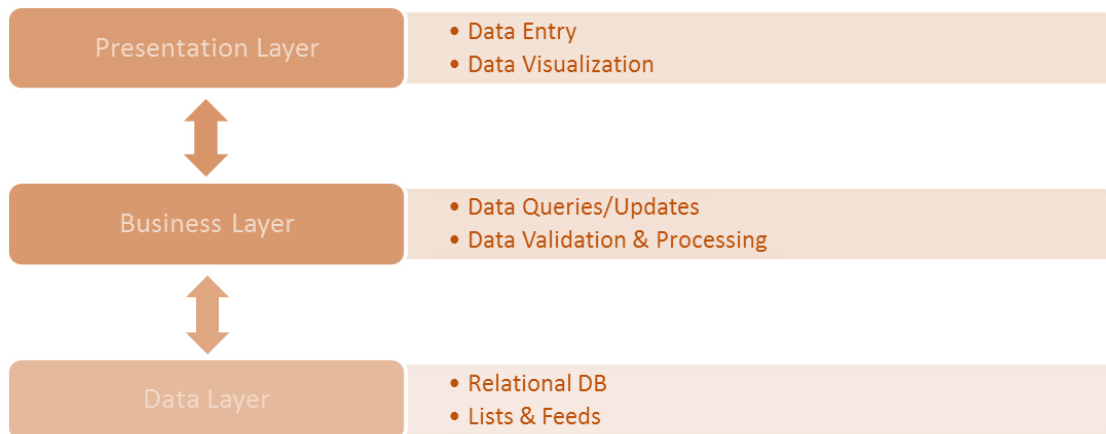 Presentation Layer
• Data Entry
• Data Visualization
Business Layer
• Data Queries/Updates
• Data Validation & Processing
Data Layer
• Relational DB
• Lists & Feeds